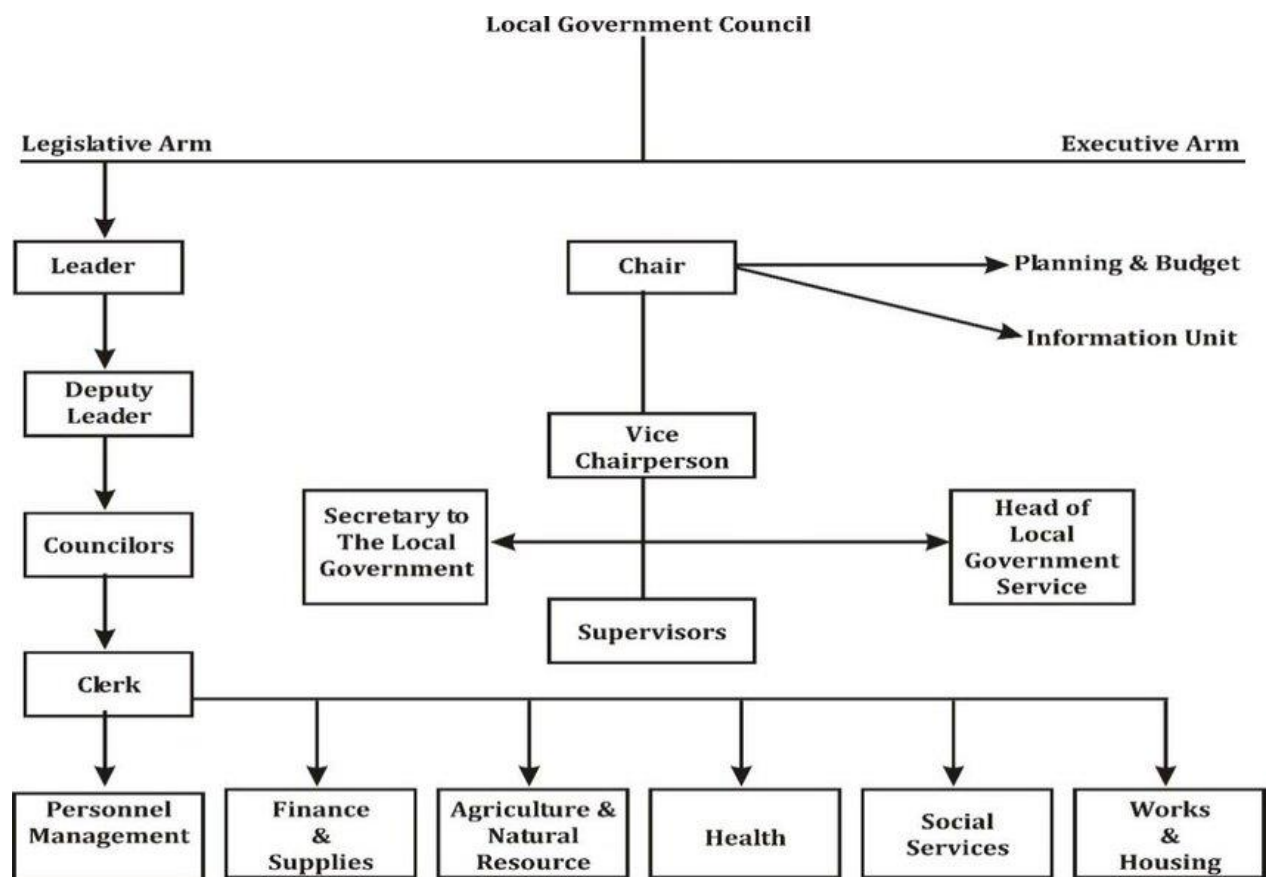 Local Government Council
Legislative Arm
Executive Arm
Leader
Chair
Planning & Budget
Information Unit
Deputy
Leader
Vice
Chairperson
Secretary to
The Local
Government
Head of
Local
Government
Service
Councilors
Supervisors
Clerk
Personnel
Management
Finance
&
Supplies
Agriculture &
Natural
Resource
Health
Social
Services
Works
&
Housing